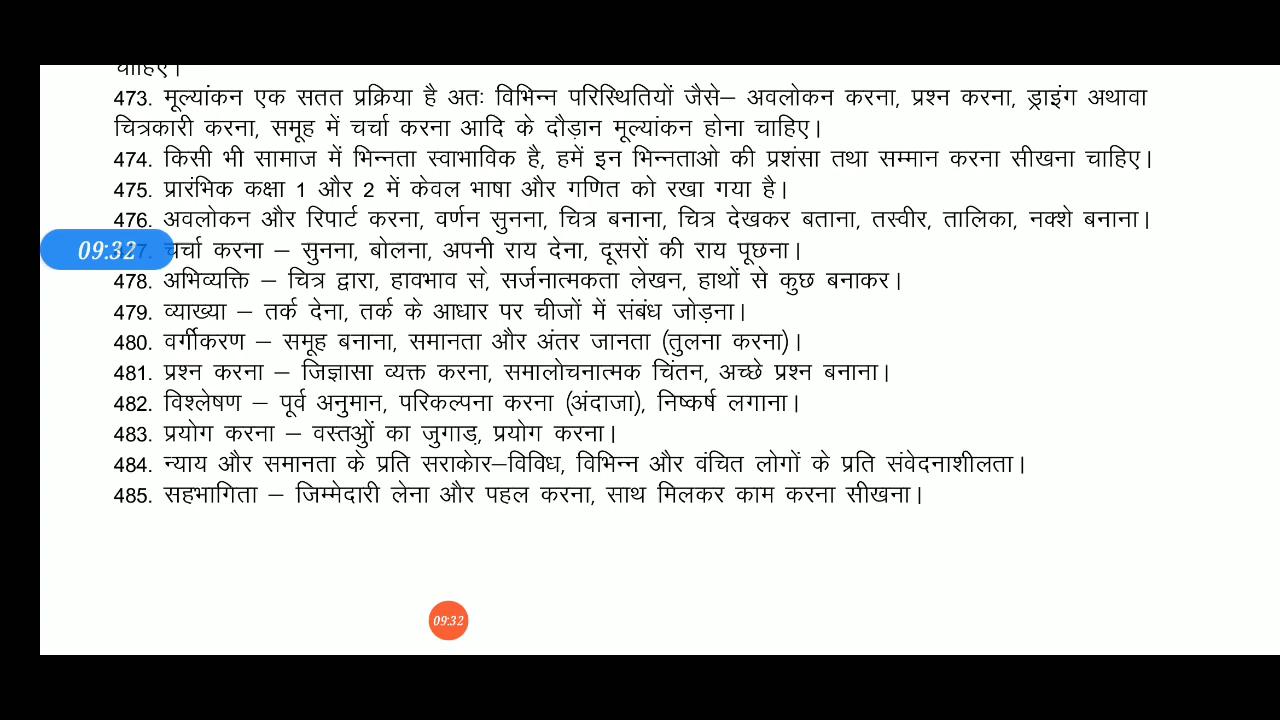 चाहिए।
473. मूल्यांकन एक सतत प्रक्रिया है अतः विभिन्न परिस्थितियों जैसे– अवलोकन करना, प्रश्न करना, ड्राइंग अथावा
चित्रकारी करना, समूह में चर्चा करना आदि के दौड़ान मूल्यांकन होना चाहिए।
474. किसी भी सामाज में भिन्नता स्वाभाविक है, हमें इन भिन्नताओ की प्रशंसा तथा सम्मान करना सीखना चाहिए।
475. प्रारंभिक कक्षा 1 और 2 में केवल भाषा और गणित को रखा गया है।
476. अवलोकन और रिपार्ट करना, वर्णन सुनना, चित्र बनाना, चित्र देखकर बताना, तस्वीर, तालिका, नक्शे बनाना।
09:32 477. चर्चा करना – सुनना, बोलना, अपनी राय देना, दूसरों की राय पूछना।
478. अभिव्यक्ति – चित्र द्वारा, हावभाव से, सर्जनात्मकता लेखन, हाथों से कुछ बनाकर।
479. व्याख्या – तर्क देना, तर्क के आधार पर चीजों में संबंध जोड़ना।
480. वर्गीकरण – समूह बनाना, समानता और अंतर जानता (तुलना करना)।
481. प्रश्न करना – जिज्ञासा व्यक्त करना, समालोचनात्मक चिंतन, अच्छे प्रश्न बनाना।
482. विश्लेषण – पूर्व अनुमान, परिकल्पना करना (अंदाजा), निष्कर्ष लगाना।
483. प्रयोग करना – वस्तओुं का जुगाड़, प्रयोग करना।
484. न्याय और समानता के प्रति सराकेार–विविध, विभिन्न और वंचित लोगों के प्रति संवेदनाशीलता।
485. सहभागिता – जिम्मेदारी लेना और पहल करना, साथ मिलकर काम करना सीखना।
09:32